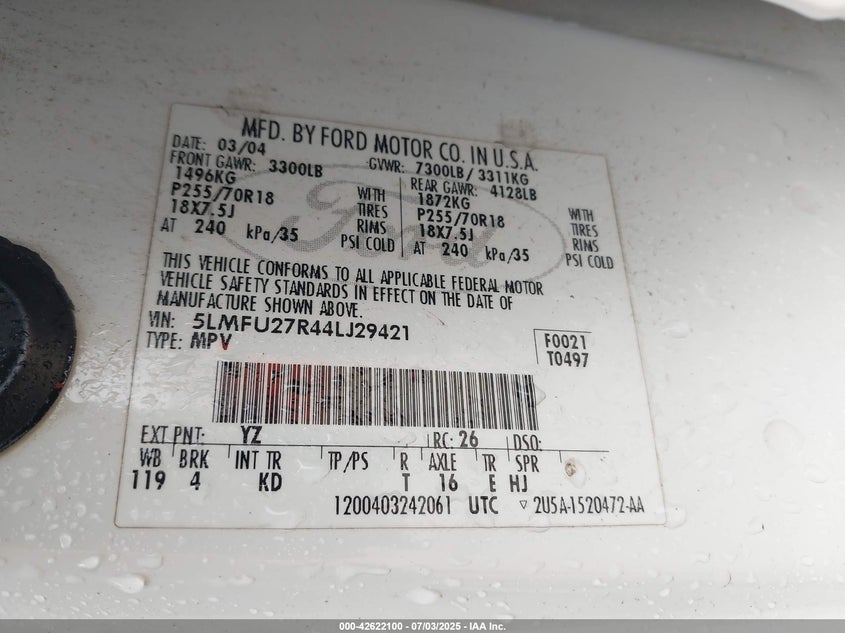 MFD. BY FORD MOTOR CO. IN U.S.A.
DATE: 03/04 GVWR: 7300LB / 3311KG
FRONT GAWR: 3300LB REAR GAWR: 4128LB
1496KG WITH 1872KG WITH
P255/70R18 TIRES P255/70R18 TIRES
18X7.5J RIMS 18X7.5J RIMS
AT 240 kPa/35 PSI COLD AT 240 kPa/35 PSI COLD
Ford
THIS VEHICLE CONFORMS TO ALL APPLICABLE FEDERAL MOTOR
VEHICLE SAFETY STANDARDS IN EFFECT ON THE DATE OF
MANUFACTURE SHOWN ABOVE.
VIN: 5LMFU27R44LJ29421
TYPE: MPV
F0021
T0497
EXT PNT: YZ RC: 26 DSO:
WB BRK INT TR TP/PS R AXLE TR SPR
119 4 KD T 16 E HJ
1200403242061 UTC ▽ 2U5A-1520472-AA
000-42622100 - 07/03/2025 - IAA Inc.